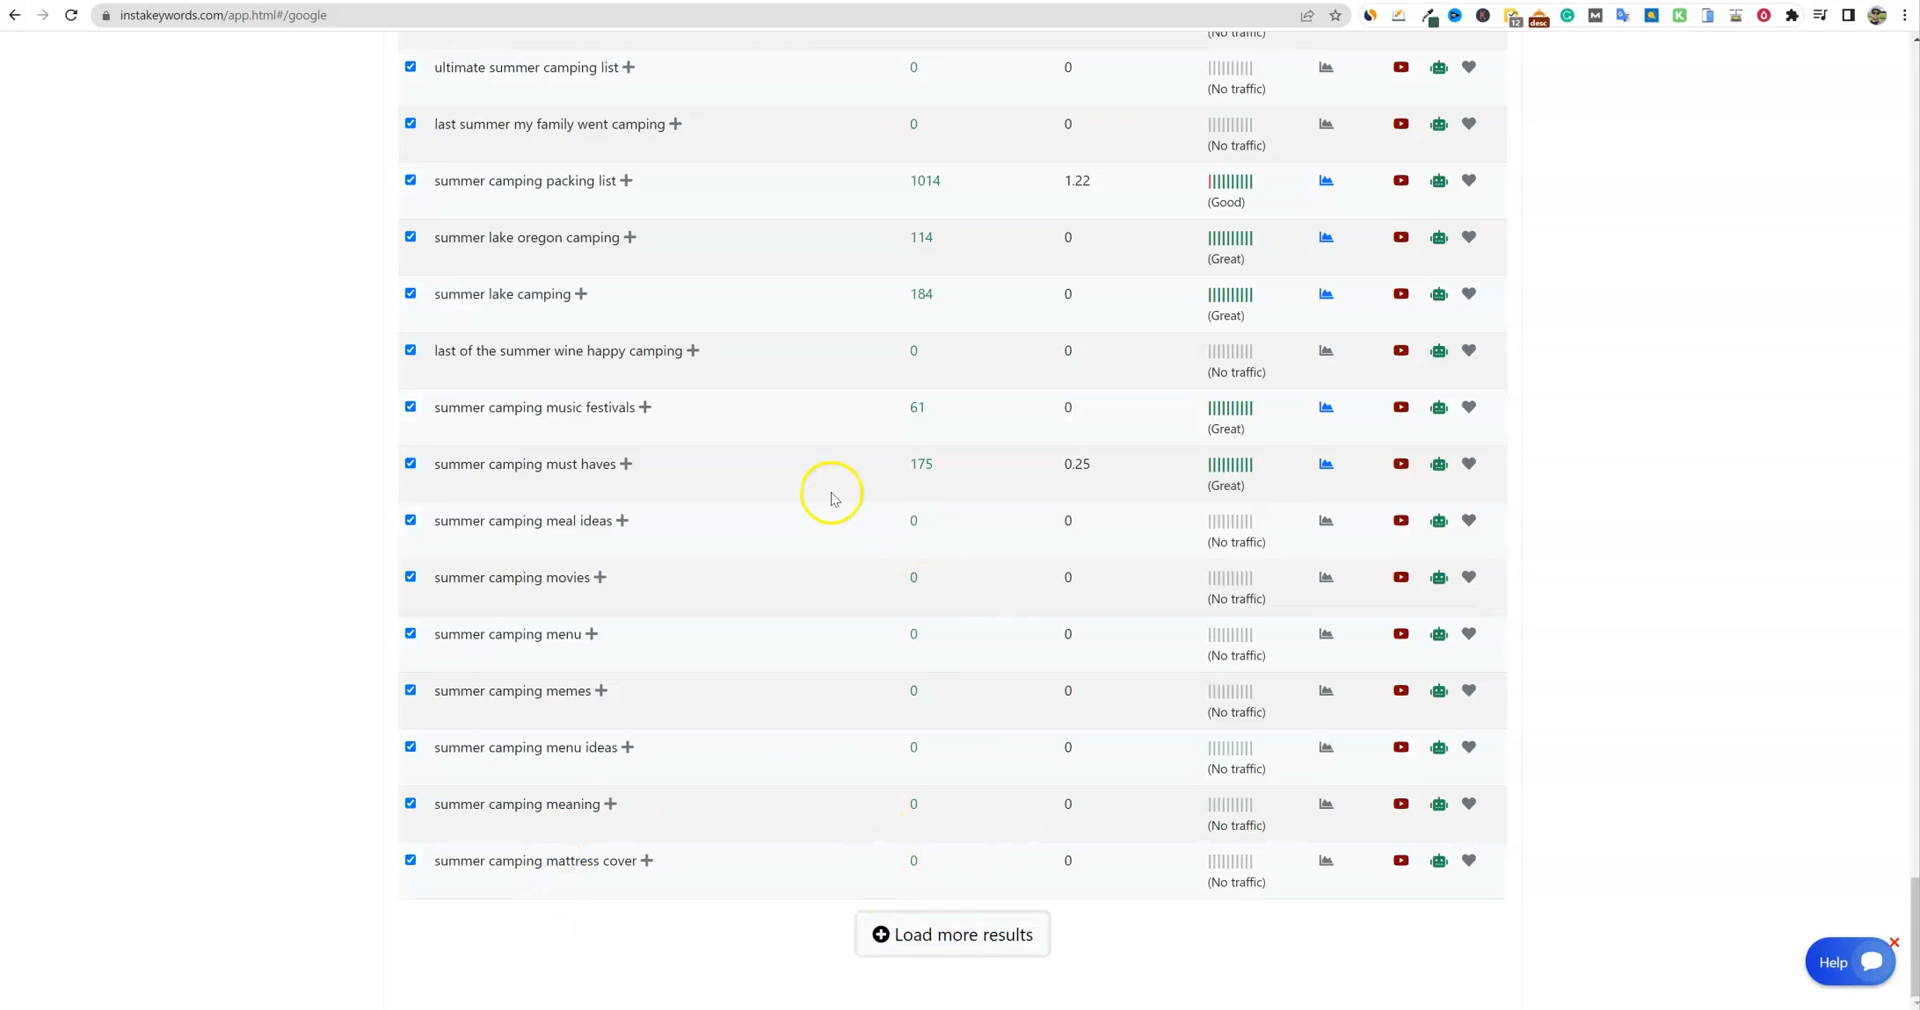 instakeywords.com/app.html#/google
12
desc
(No traffic)
ultimate summer camping list + 0 0
(No traffic)
last summer my family went camping + 0 0
(No traffic)
summer camping packing list + 1014 1.22
(Good)
summer lake oregon camping + 114 0
(Great)
summer lake camping + 184 0
(Great)
last of the summer wine happy camping + 0 0
(No traffic)
summer camping music festivals + 61 0
(Great)
summer camping must haves + 175 0.25
(Great)
summer camping meal ideas + 0 0
(No traffic)
summer camping movies + 0 0
(No traffic)
summer camping menu + 0 0
(No traffic)
summer camping memes + 0 0
(No traffic)
summer camping menu ideas + 0 0
(No traffic)
summer camping meaning + 0 0
(No traffic)
summer camping mattress cover + 0 0
(No traffic)
Load more results
Help